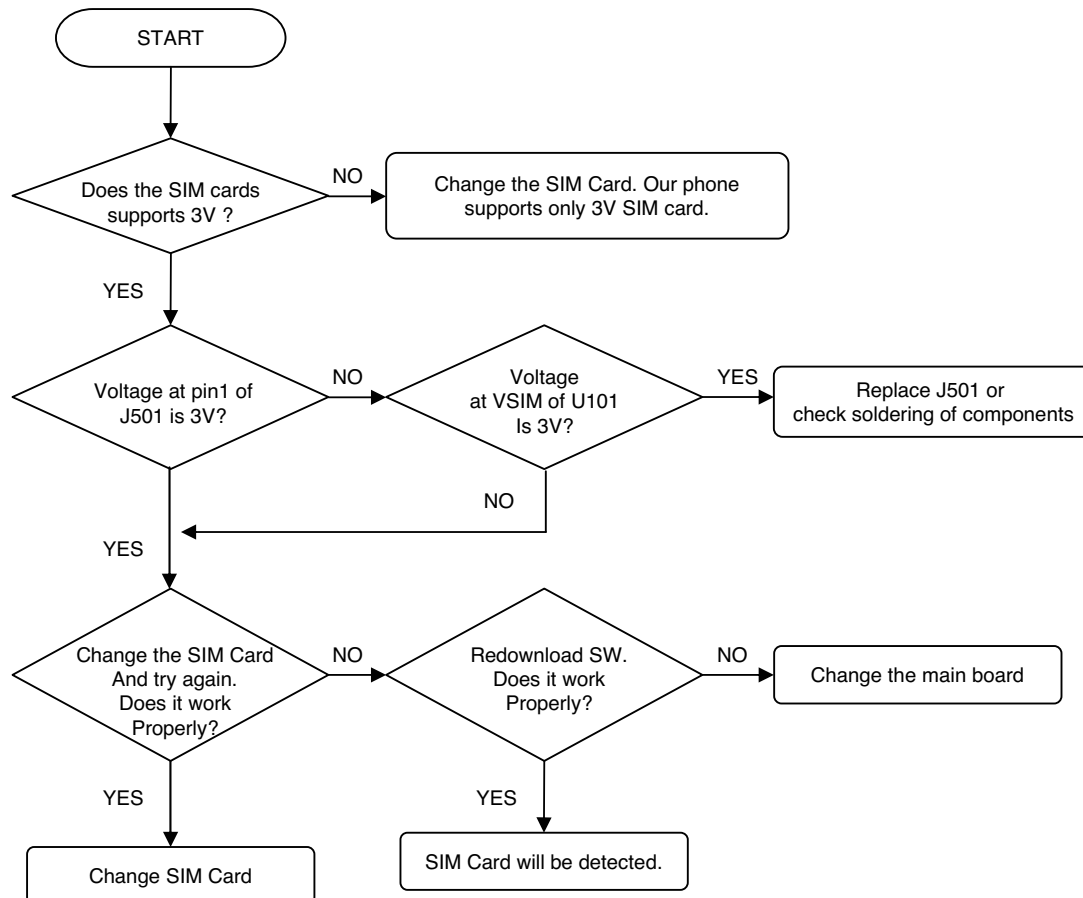 START
Does the SIM cards
supports 3V ?
NO
Change the SIM Card. Our phone
supports only 3V SIM card.
YES
Voltage at pin1 of
J501 is 3V?
NO
Voltage
at VSIM of U101
Is 3V?
YES
Replace J501 or
check soldering of components
NO
YES
Change the SIM Card
And try again.
Does it work
Properly?
NO
Redownload SW.
Does it work
Properly?
NO
Change the main board
YES
YES
Change SIM Card
SIM Card will be detected.